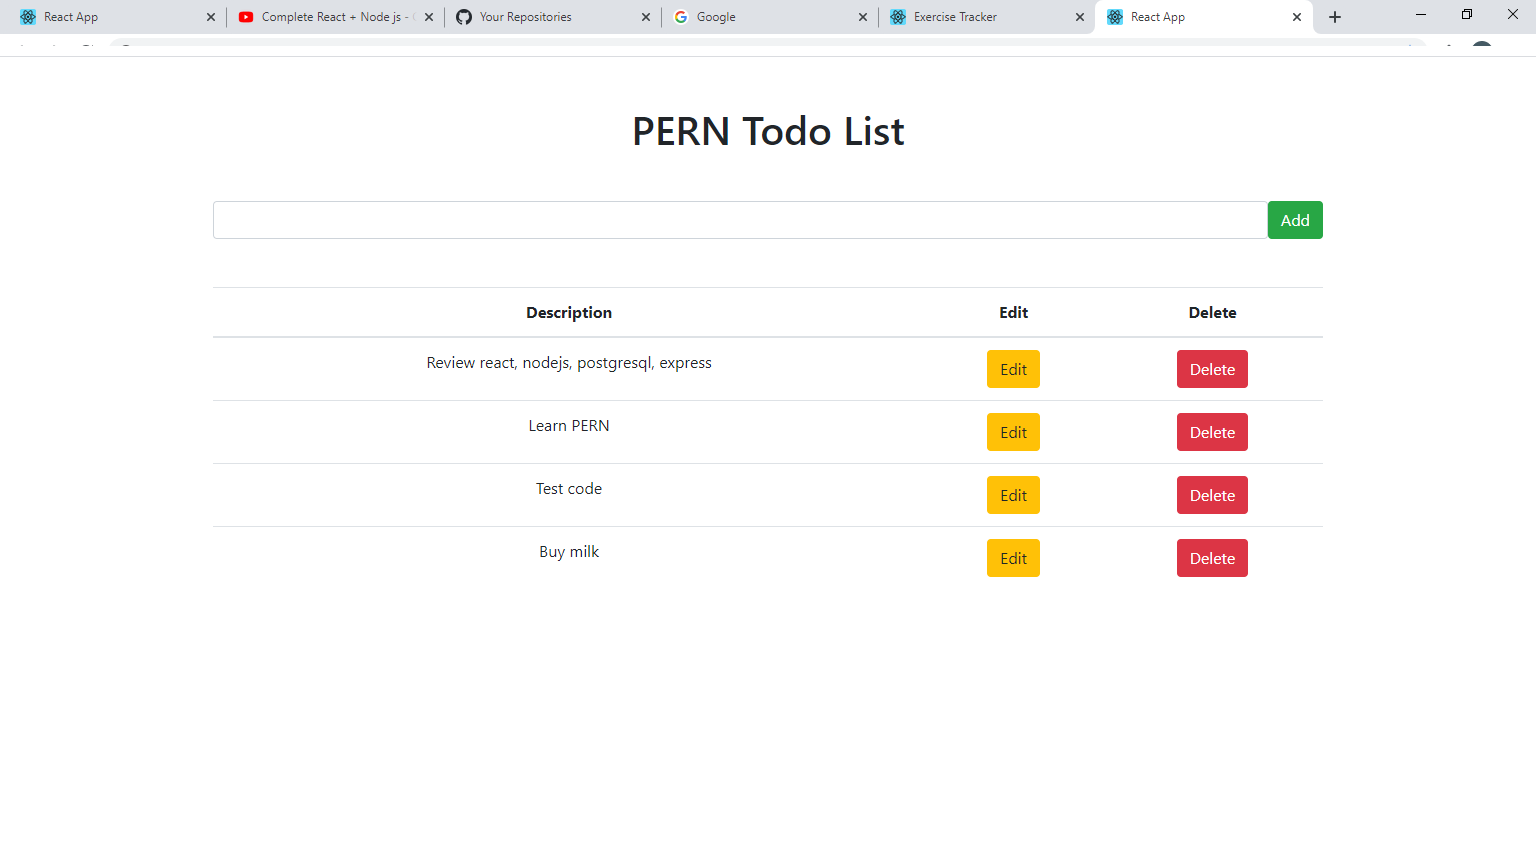 React App
Complete React + Node js -
Your Repositories
Google
Exercise Tracker
React App
PERN Todo List
Add
Description Edit Delete
Review react, nodejs, postgresql, express Edit Delete
Learn PERN Edit Delete
Test code Edit Delete
Buy milk Edit Delete